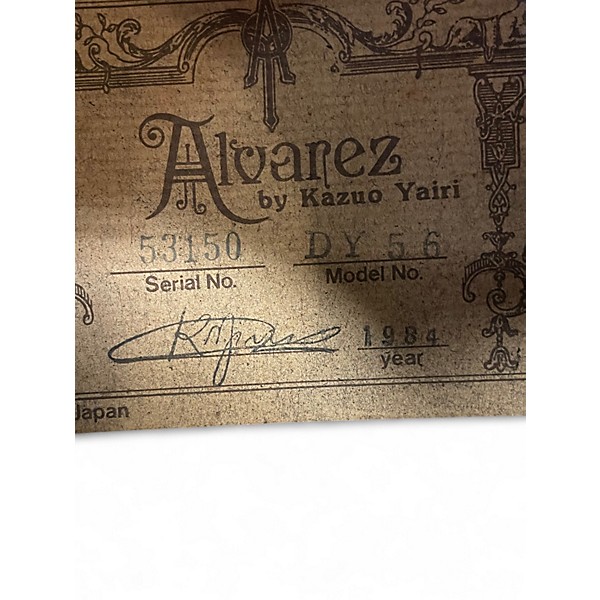 Alvarez
by Kazuo Yairi
53150 DY 56
Serial No. Model No.
1984
year
Japan